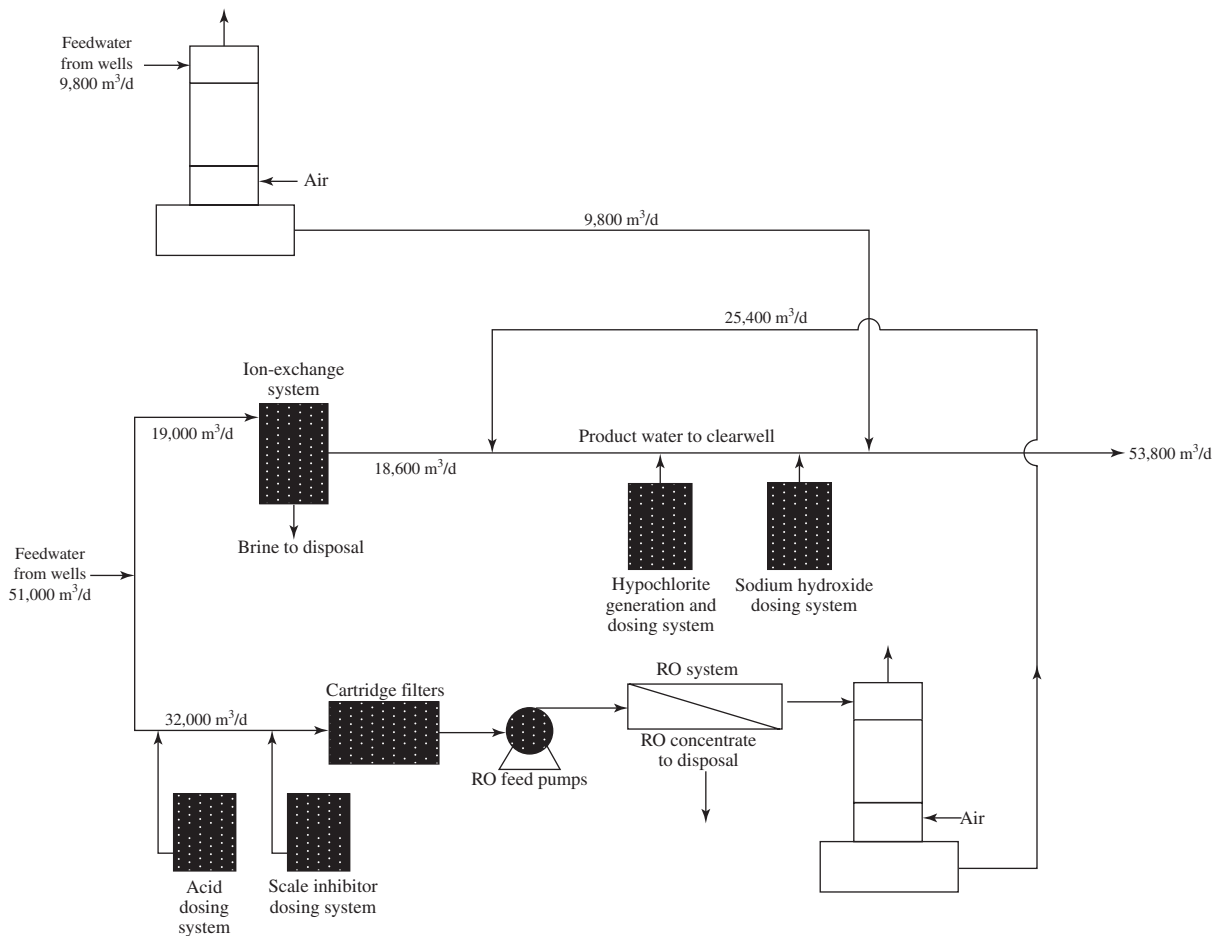 Feedwater
from wells
9,800 m³/d
Air
9,800 m³/d
25,400 m³/d
Ion-exchange
system
19,000 m³/d
18,600 m³/d
Product water to clearwell
53,800 m³/d
Brine to disposal
Feedwater
from wells
51,000 m³/d
Hypochlorite
generation and
dosing system
Sodium hydroxide
dosing system
RO system
Cartridge filters
32,000 m³/d
RO concentrate
to disposal
RO feed pumps
Air
Acid
dosing
system
Scale inhibitor
dosing system